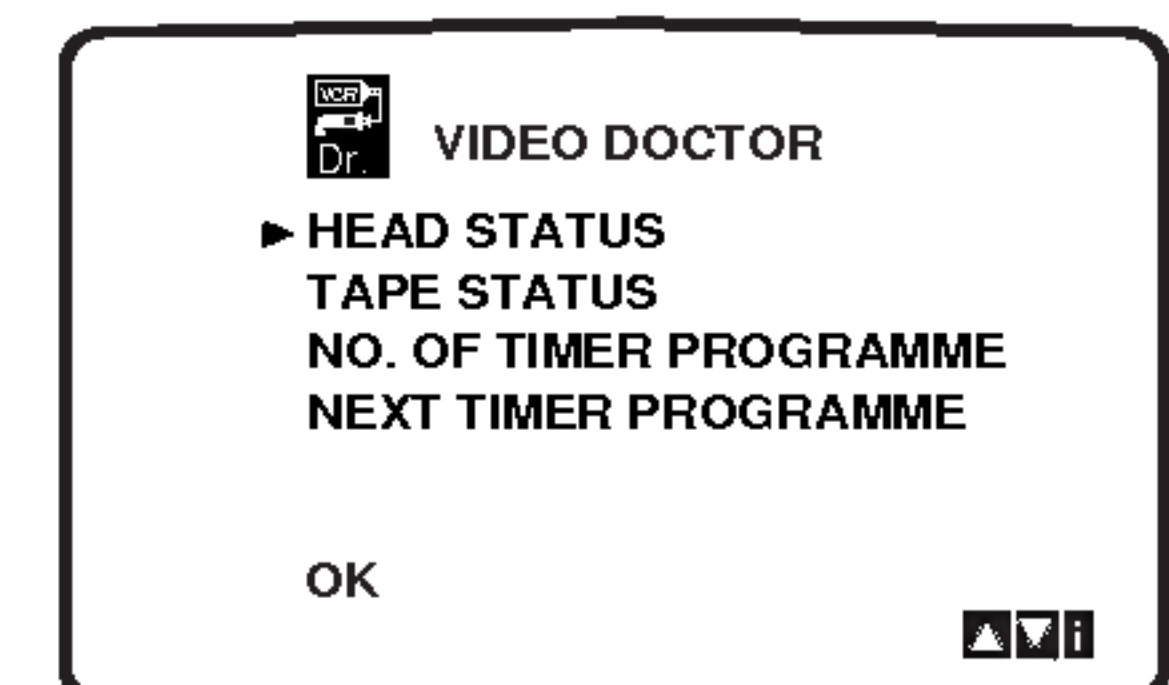 VCR
Dr.
VIDEO DOCTOR
HEAD STATUS
TAPE STATUS
NO. OF TIMER PROGRAMME
NEXT TIMER PROGRAMME
OK
i